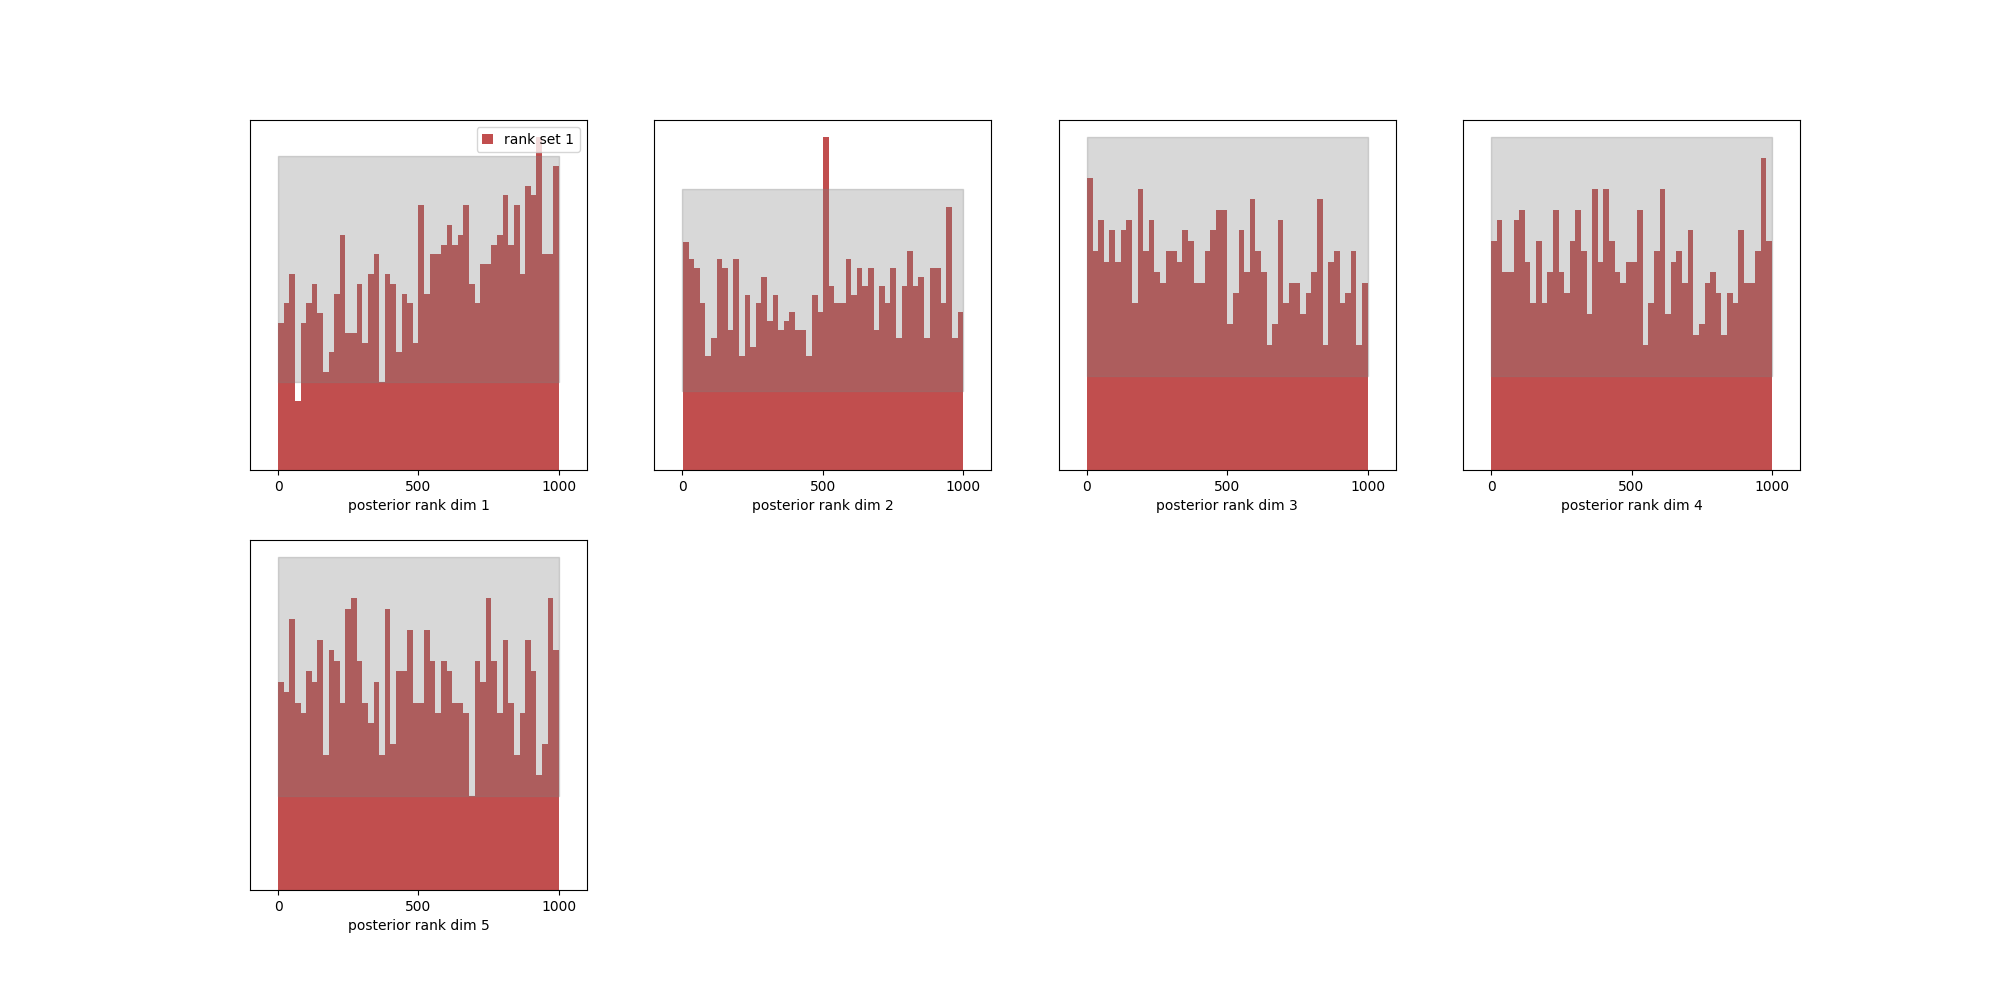 rank set 1
0 500 1000
posterior rank dim 1
0 500 1000
posterior rank dim 2
0 500 1000
posterior rank dim 3
0 500 1000
posterior rank dim 4
0 500 1000
posterior rank dim 5